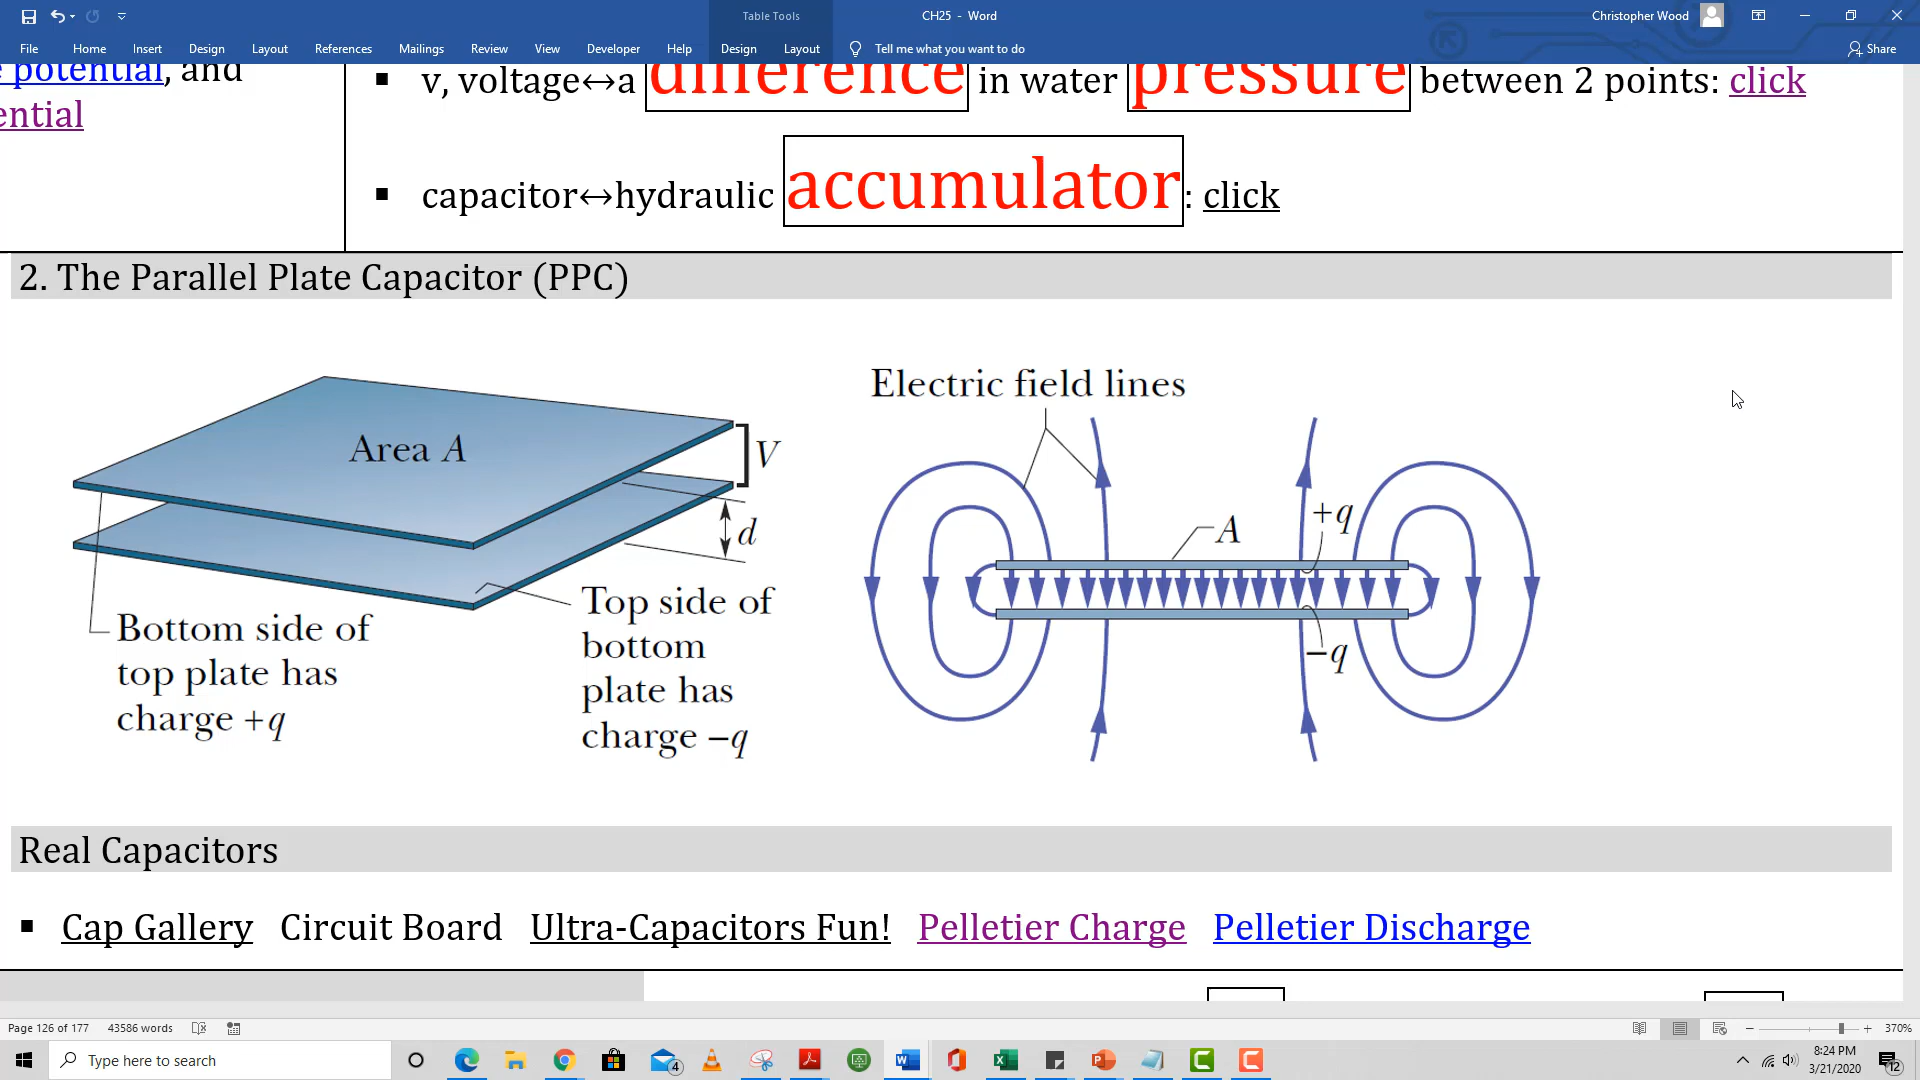 Table Tools
CH25 - Word
Christopher Wood
File Home Insert Design Layout References Mailings Review View Developer Help Design Layout Tell me what you want to do Share
e potential, and
ential
▪ v, voltage↔a difference in water pressure between 2 points: click
▪ capacitor↔hydraulic accumulator: click
2. The Parallel Plate Capacitor (PPC)
Area A
V
d
Bottom side of
top plate has
charge +q
Top side of
bottom
plate has
charge −q
Electric field lines
A
+q
−q
Real Capacitors
▪ Cap Gallery Circuit Board Ultra-Capacitors Fun! Pelletier Charge Pelletier Discharge
Page 126 of 177 43586 words
370%
Type here to search
4
8:24 PM
3/21/2020
12